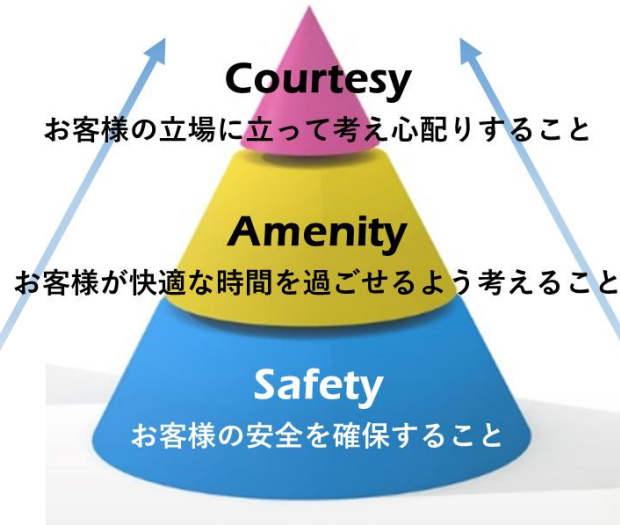 Courtesy
お客様の立場に立って考え心配りすること
Amenity
お客様が快適な時間を過ごせるよう考えること
Safety
お客様の安全を確保すること